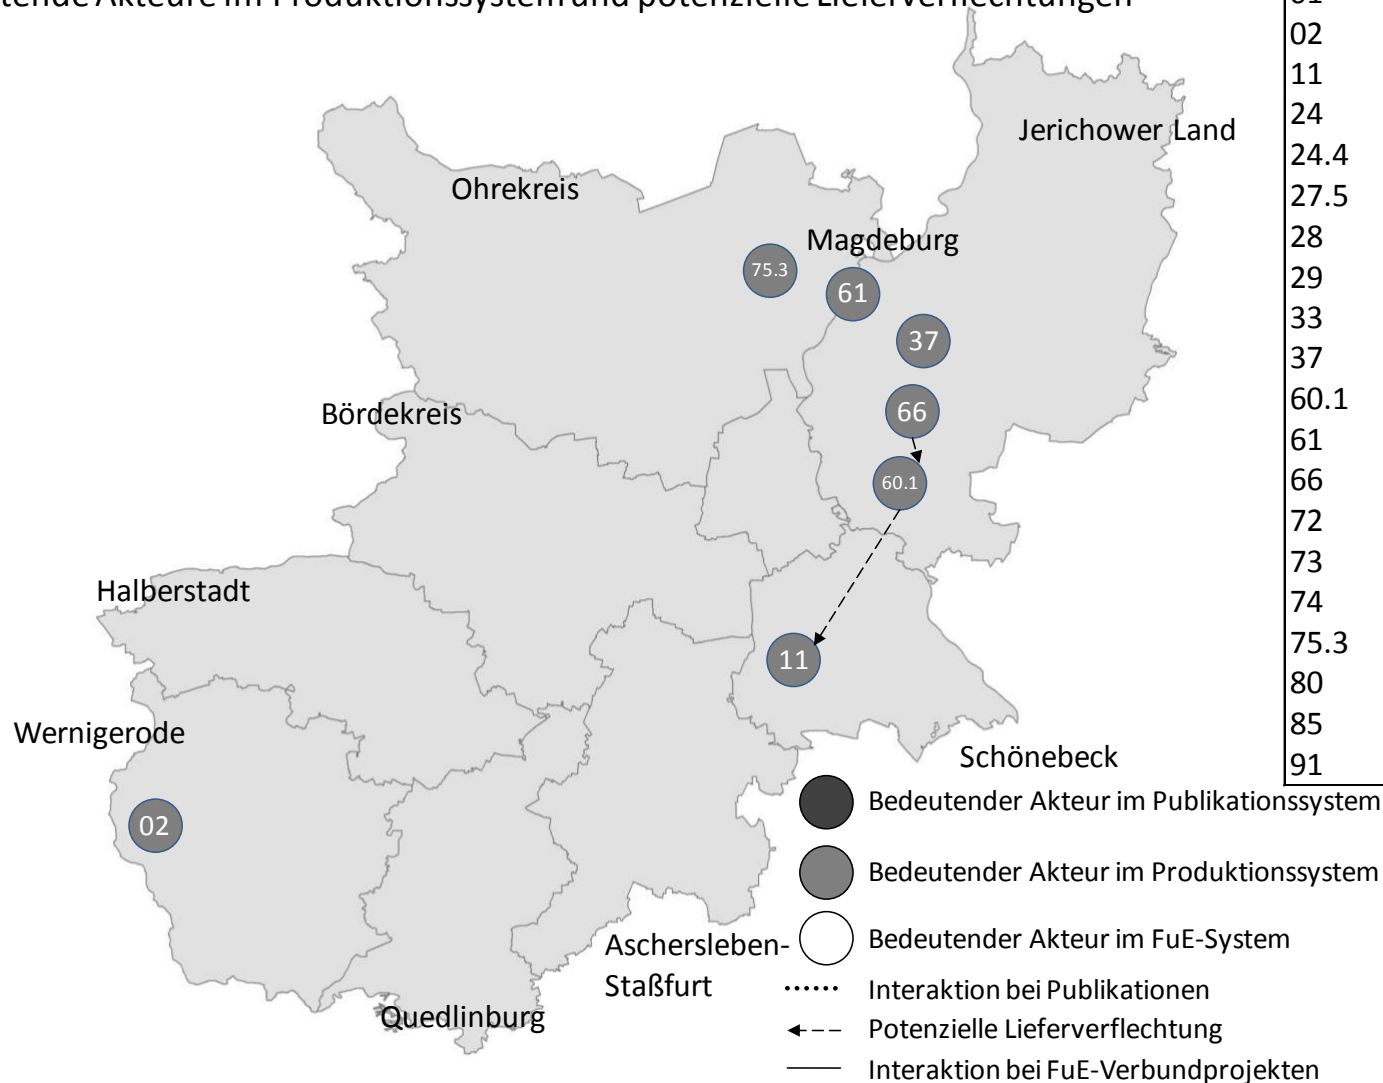 tende Akteure im Produktionssystem und potenzielle Lieferverflechtungen
Jerichower Land
Ohrekreis
Magdeburg
75.3
61
37
66
60.1
Bördekreis
Halberstadt
11
Wernigerode
02
Schönebeck
Aschersleben-
Staßfurt
Quedlinburg
Bedeutender Akteur im Publikationssystem
Bedeutender Akteur im Produktionssystem
Bedeutender Akteur im FuE-System
Interaktion bei Publikationen
Potenzielle Lieferverflechtung
Interaktion bei FuE-Verbundprojekten
02
11
24
24.4
27.5
28
29
33
37
60.1
61
66
72
73
74
75.3
80
85
91